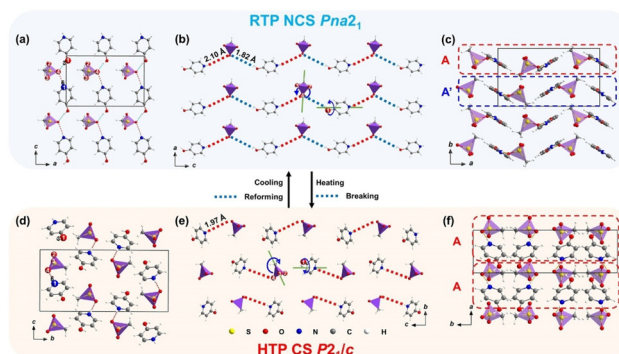 RTP NCS Pna2₁
(a)
(b)
(c)
2.10 Å
1.82 Å
A
A'
c
a
a
c
b
a
Cooling
Heating
Reforming
Breaking
(d)
(e)
(f)
1.97 Å
A
A
c
b
b
c
b
S O N C H
HTP CS P2₁/c